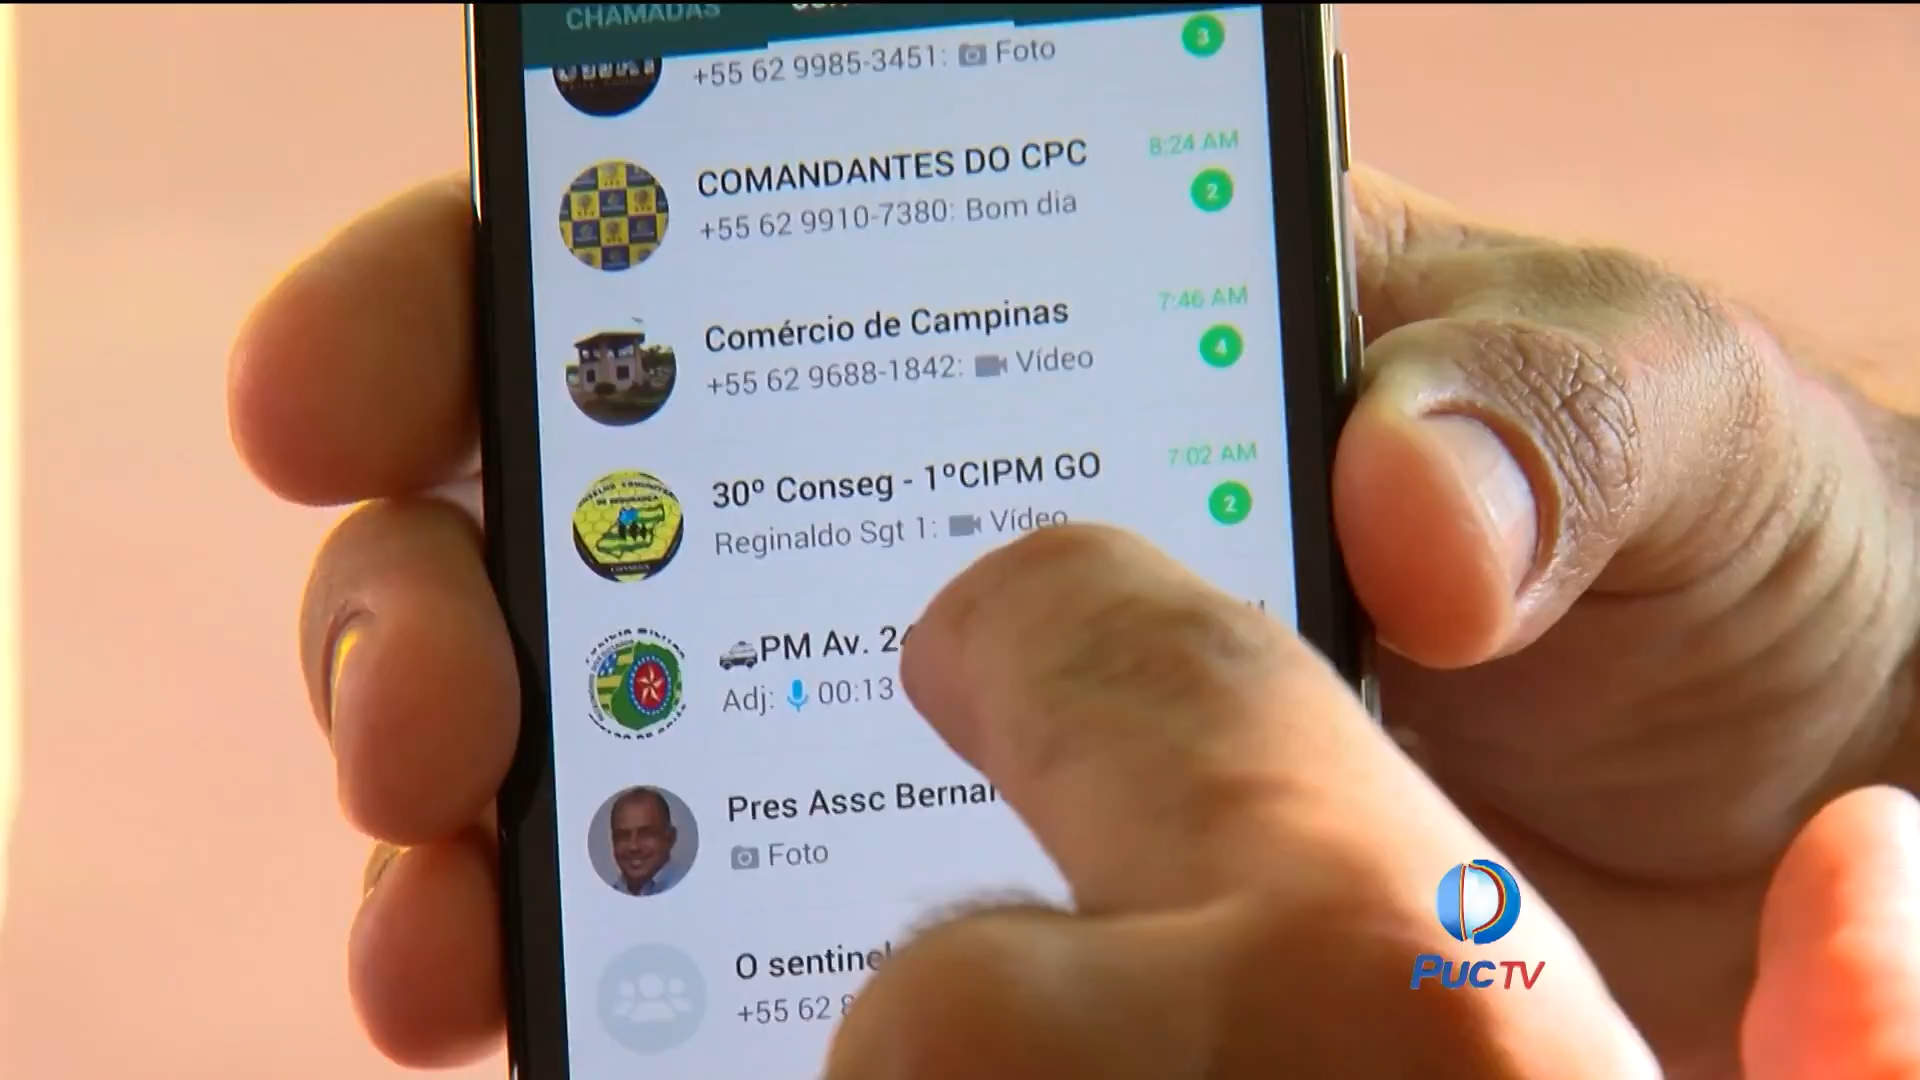 CHAMADAS
+55 62 9985-3451: Foto
3
COMANDANTES DO CPC
8:24 AM
+55 62 9910-7380: Bom dia
2
Comércio de Campinas
7:46 AM
+55 62 9688-1842: Vídeo
4
30º Conseg - 1ºCIPM GO
7:02 AM
Reginaldo Sgt 1: Vídeo
2
PM Av. 24
Adj: 00:13
Pres Assc Bernar
Foto
O sentinel
+55 62 8
PUC TV